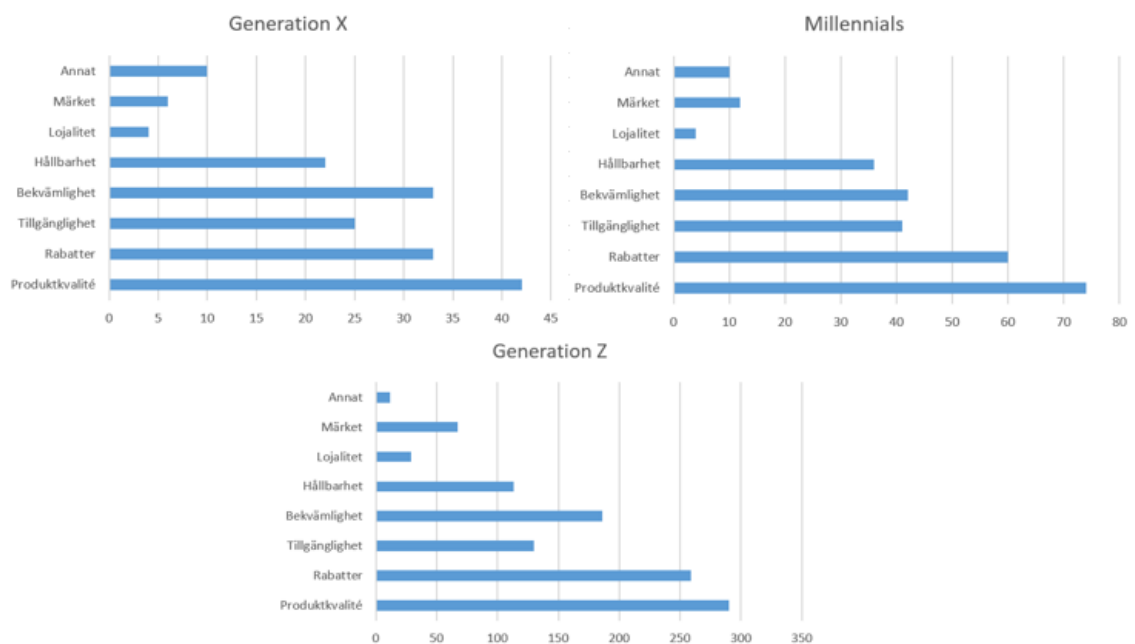 Generation X
Annat
Märket
Lojalitet
Hållbarhet
Bekvämlighet
Tillgänglighet
Rabatter
Produktkvalité
0 5 10 15 20 25 30 35 40 45
Millennials
Annat
Märket
Lojalitet
Hållbarhet
Bekvämlighet
Tillgänglighet
Rabatter
Produktkvalité
0 10 20 30 40 50 60 70 80
Generation Z
Annat
Märket
Lojalitet
Hållbarhet
Bekvämlighet
Tillgänglighet
Rabatter
Produktkvalité
0 50 100 150 200 250 300 350